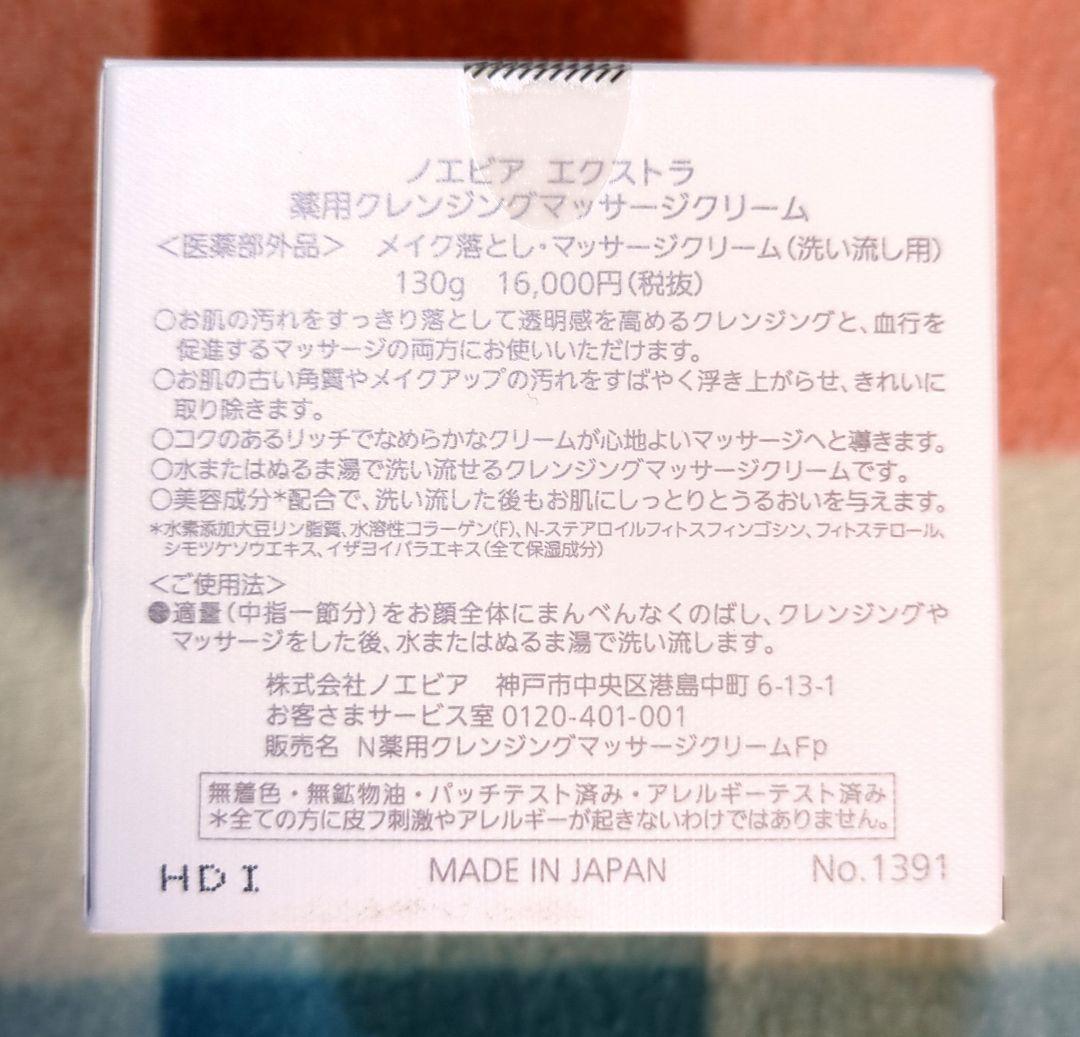 ノエビア エクストラ
薬用クレンジングマッサージクリーム
＜医薬部外品＞ メイク落とし・マッサージクリーム（洗い流し用）
130g 16,000円（税抜）
○お肌の汚れをすっきり落として透明感を高めるクレンジングと、血行を
促進するマッサージの両方にお使いいただけます。
○お肌の古い角質やメイクアップの汚れをすばやく浮き上がらせ、きれいに
取り除きます。
○コクのあるリッチでなめらかなクリームが心地よいマッサージへと導きます。
○水またはぬるま湯で洗い流せるクレンジングマッサージクリームです。
○美容成分＊配合で、洗い流した後もお肌にしっとりとうるおいを与えます。
＊水素添加大豆リン脂質、水溶性コラーゲン（F）、N-ステアロイルフィトスフィンゴシン、フィトステロール、
シモツケソウエキス、イザヨイバラエキス（全て保湿成分）
＜ご使用法＞
●適量（中指一節分）をお顔全体にまんべんなくのばし、クレンジングや
マッサージをした後、水またはぬるま湯で洗い流します。
株式会社ノエビア 神戸市中央区港島中町 6-13-1
お客さまサービス室 0120-401-001
販売名 N薬用クレンジングマッサージクリームFp
無着色・無鉱物油・パッチテスト済み・アレルギーテスト済み
＊全ての方に皮フ刺激やアレルギーが起きないわけではありません。
HDI MADE IN JAPAN No.1391